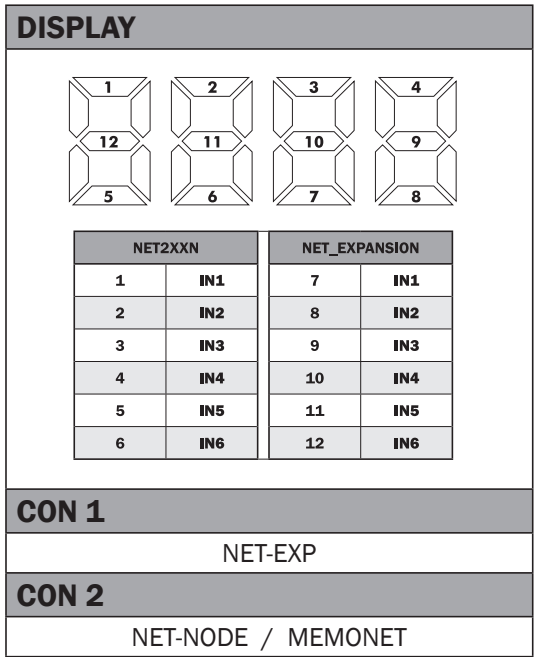 DISPLAY
1 2 3 4
12 11 10 9
5 6 7 8
NET2XXN NET_EXPANSION
1 IN1 7 IN1
2 IN2 8 IN2
3 IN3 9 IN3
4 IN4 10 IN4
5 IN5 11 IN5
6 IN6 12 IN6
CON 1
NET-EXP
CON 2
NET-NODE / MEMONET